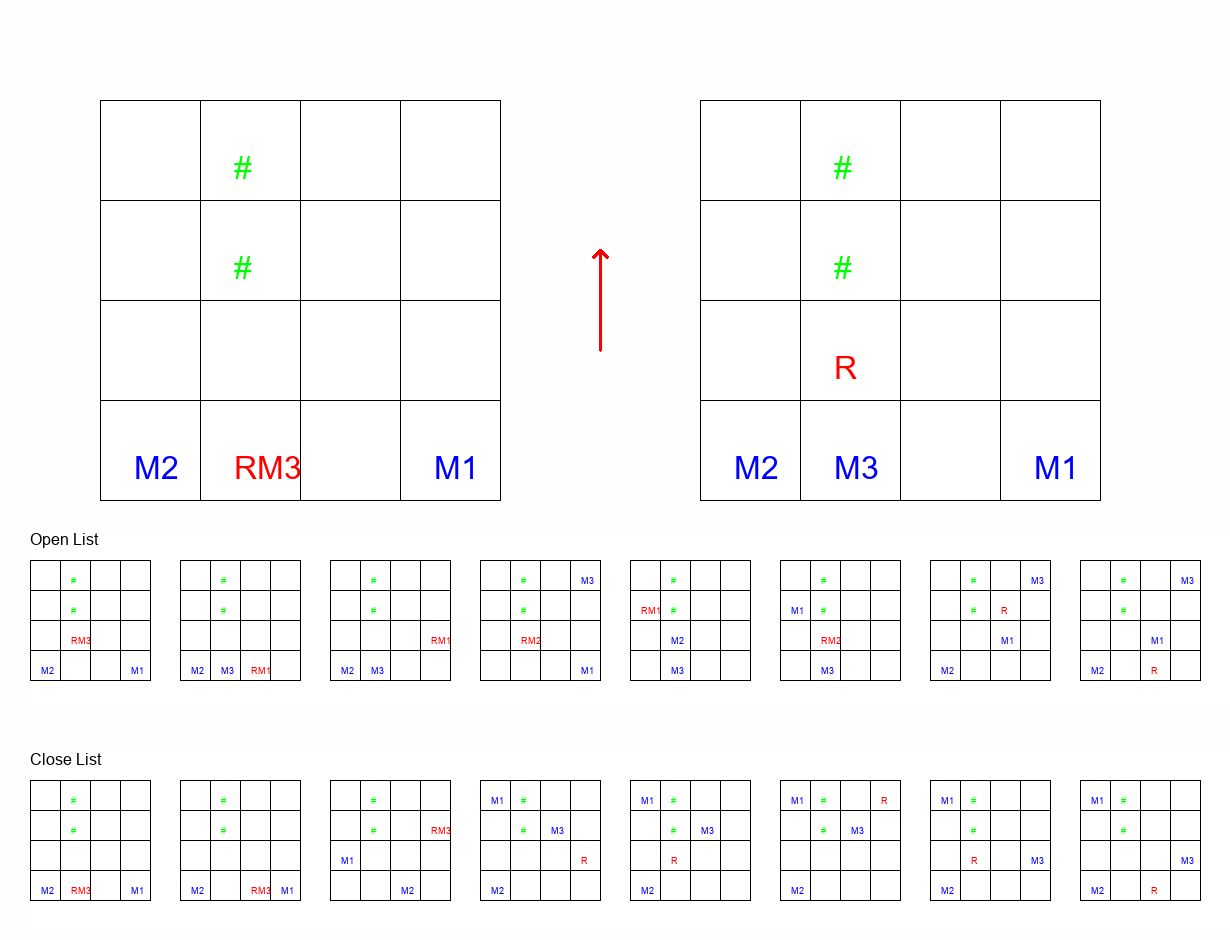 # #
# #
R
M2 RM3 M1 M2 M3 M1
Open List
# # # # M3 # # # M3 # M3
# # # # RM1 # M1 # # R #
RM3 RM1 RM2 M2 RM2 M1 M1
M2 M1 M2 M3 RM1 M2 M3 M1 M3 M3 M2 M2 R
Close List
# # # M1 # M1 # M1 # R M1 # M1 #
# # # RM3 # M3 # M3 # M3 # #
M1 R R R M3 M3
M2 RM3 M1 M2 RM3 M1 M2 M2 M2 M2 M2 M2 R